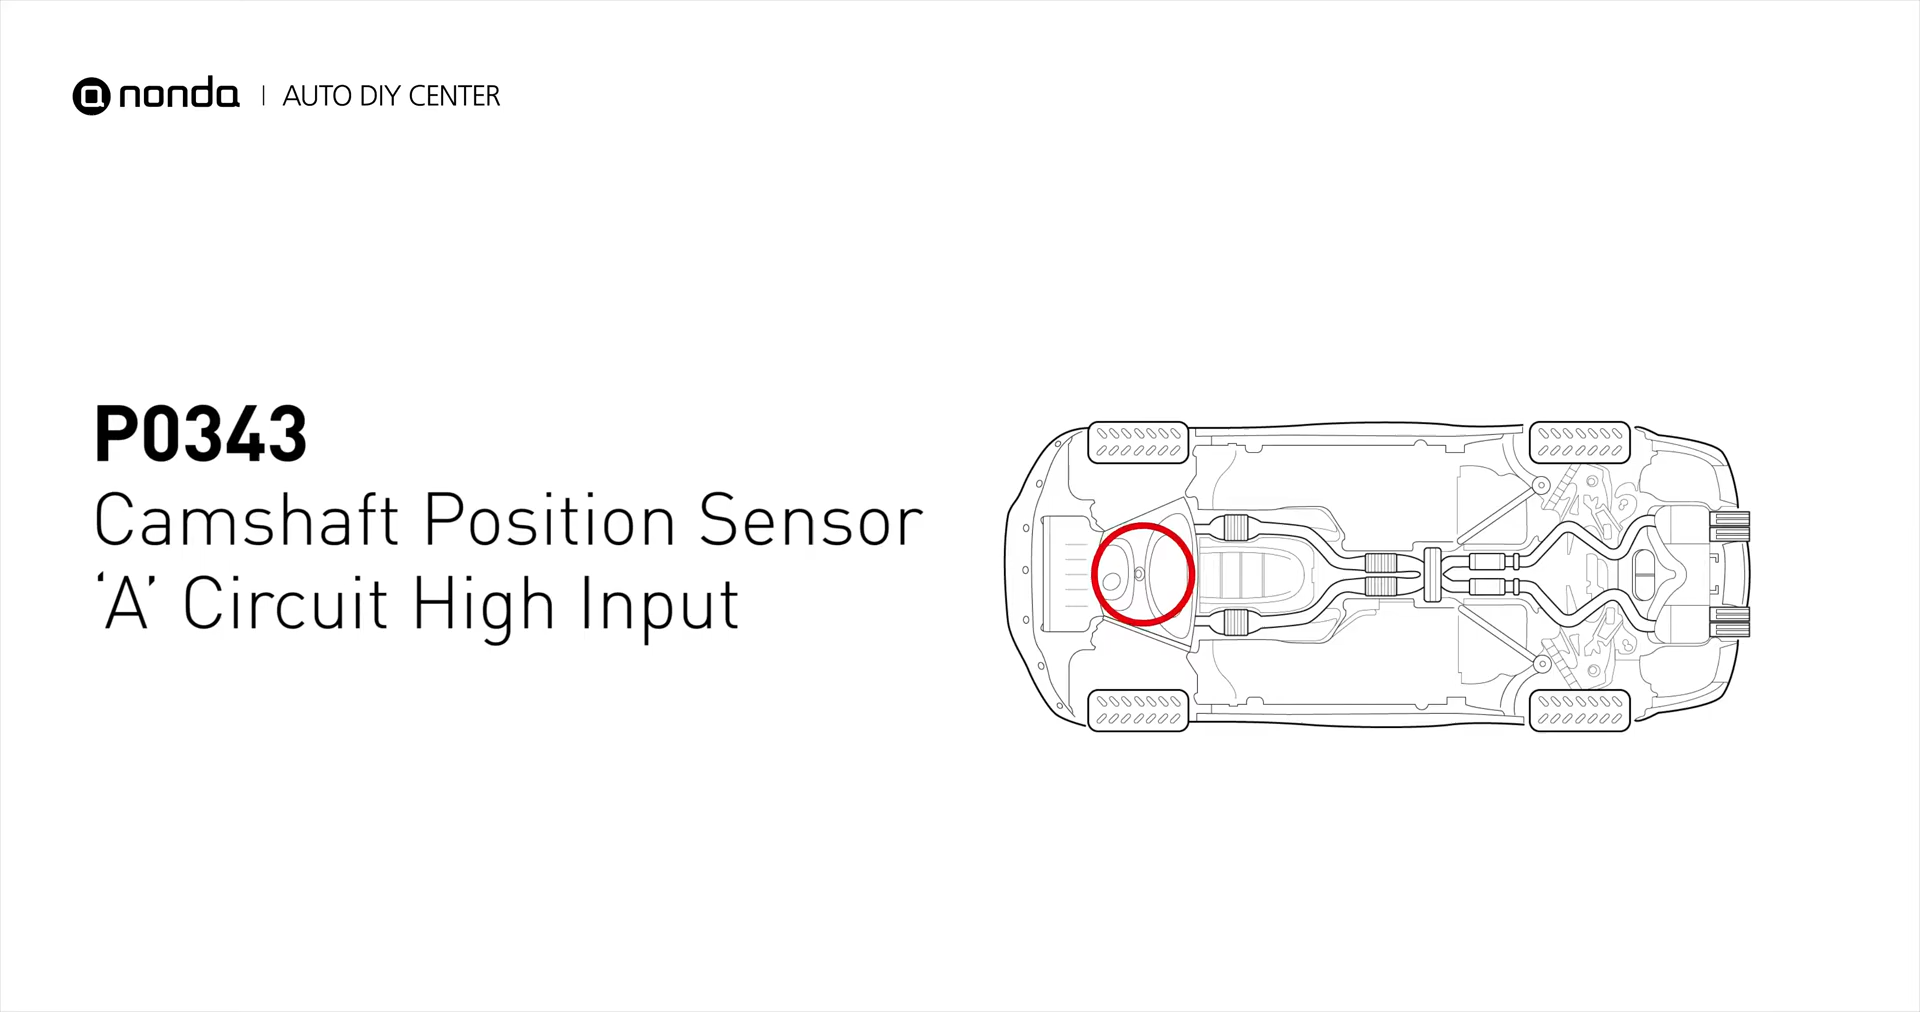 nonda | AUTO DIY CENTER
P0343
Camshaft Position Sensor
‘A’ Circuit High Input